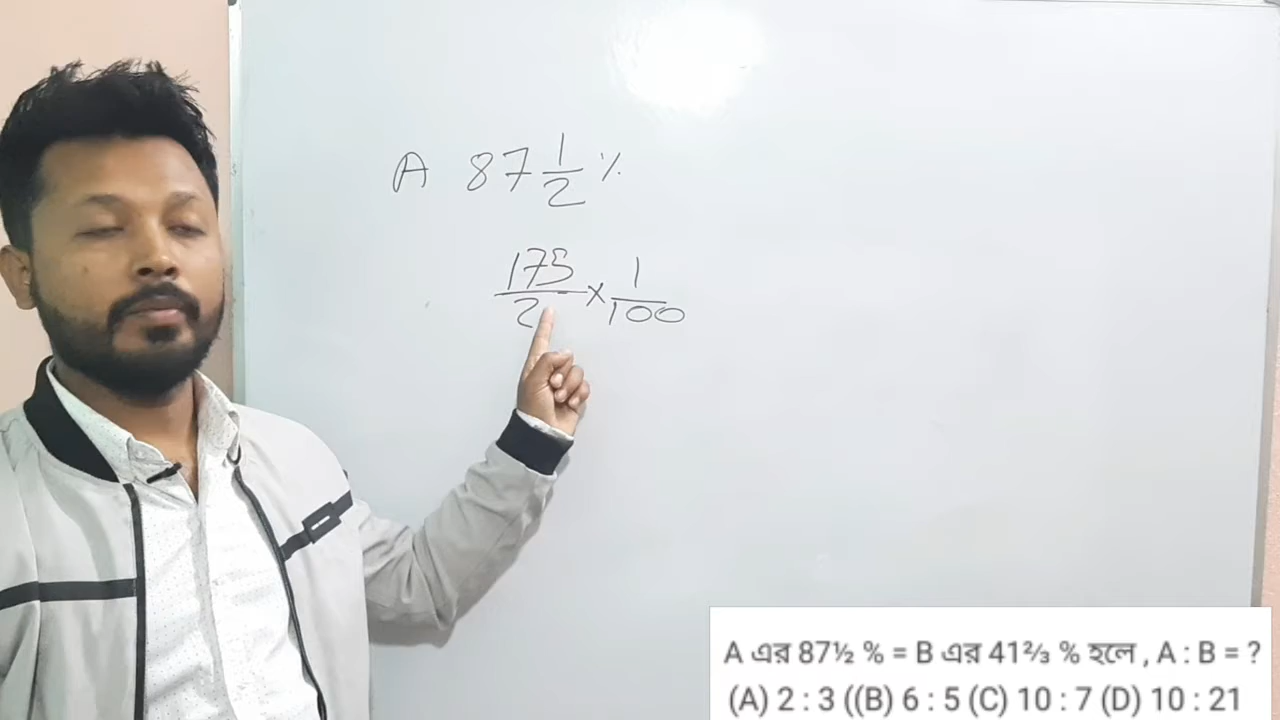 A 87 1/2 %
175/2 × 1/100
A এর 87½ % = B এর 41⅔ % হলে , A : B = ?
(A) 2 : 3 ((B) 6 : 5 (C) 10 : 7 (D) 10 : 21